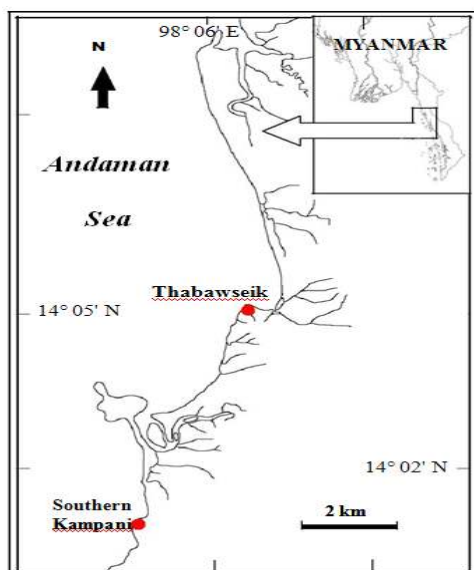 98° 06' E
MYANMAR
N
Andaman
Sea
Thabawseik
14° 05' N
14° 02' N
Southern
Kampani
2 km